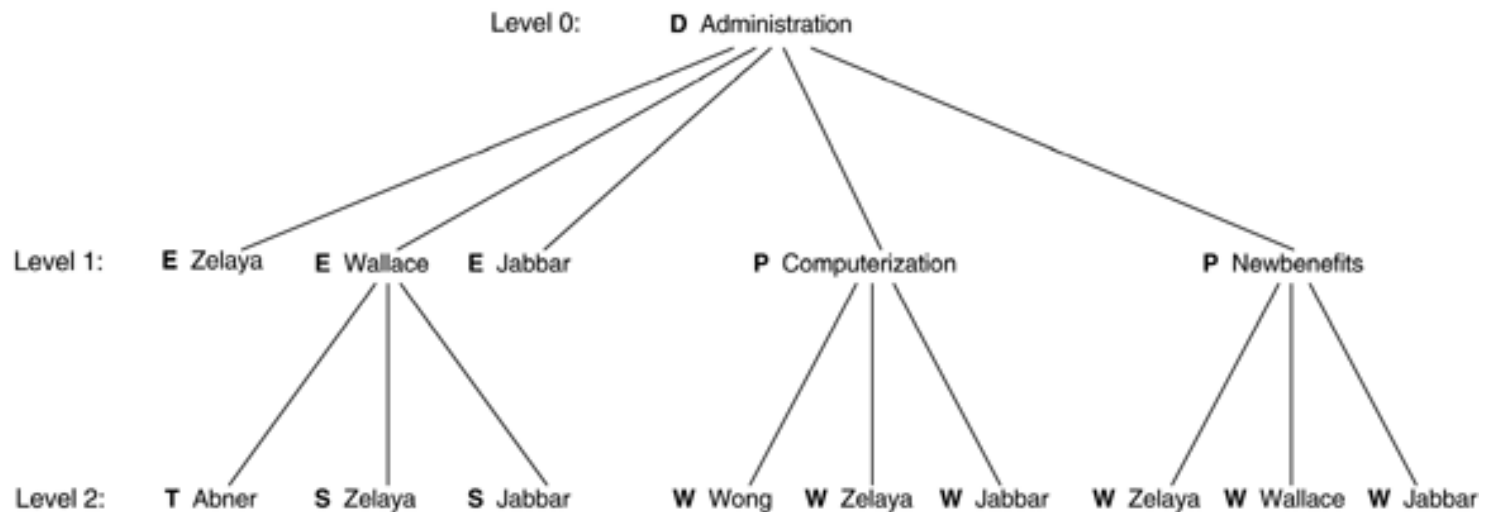 Level 0: D Administration
Level 1: E Zelaya E Wallace E Jabbar P Computerization P Newbenefits
Level 2: T Abner S Zelaya S Jabbar W Wong W Zelaya W Jabbar W Zelaya W Wallace W Jabbar